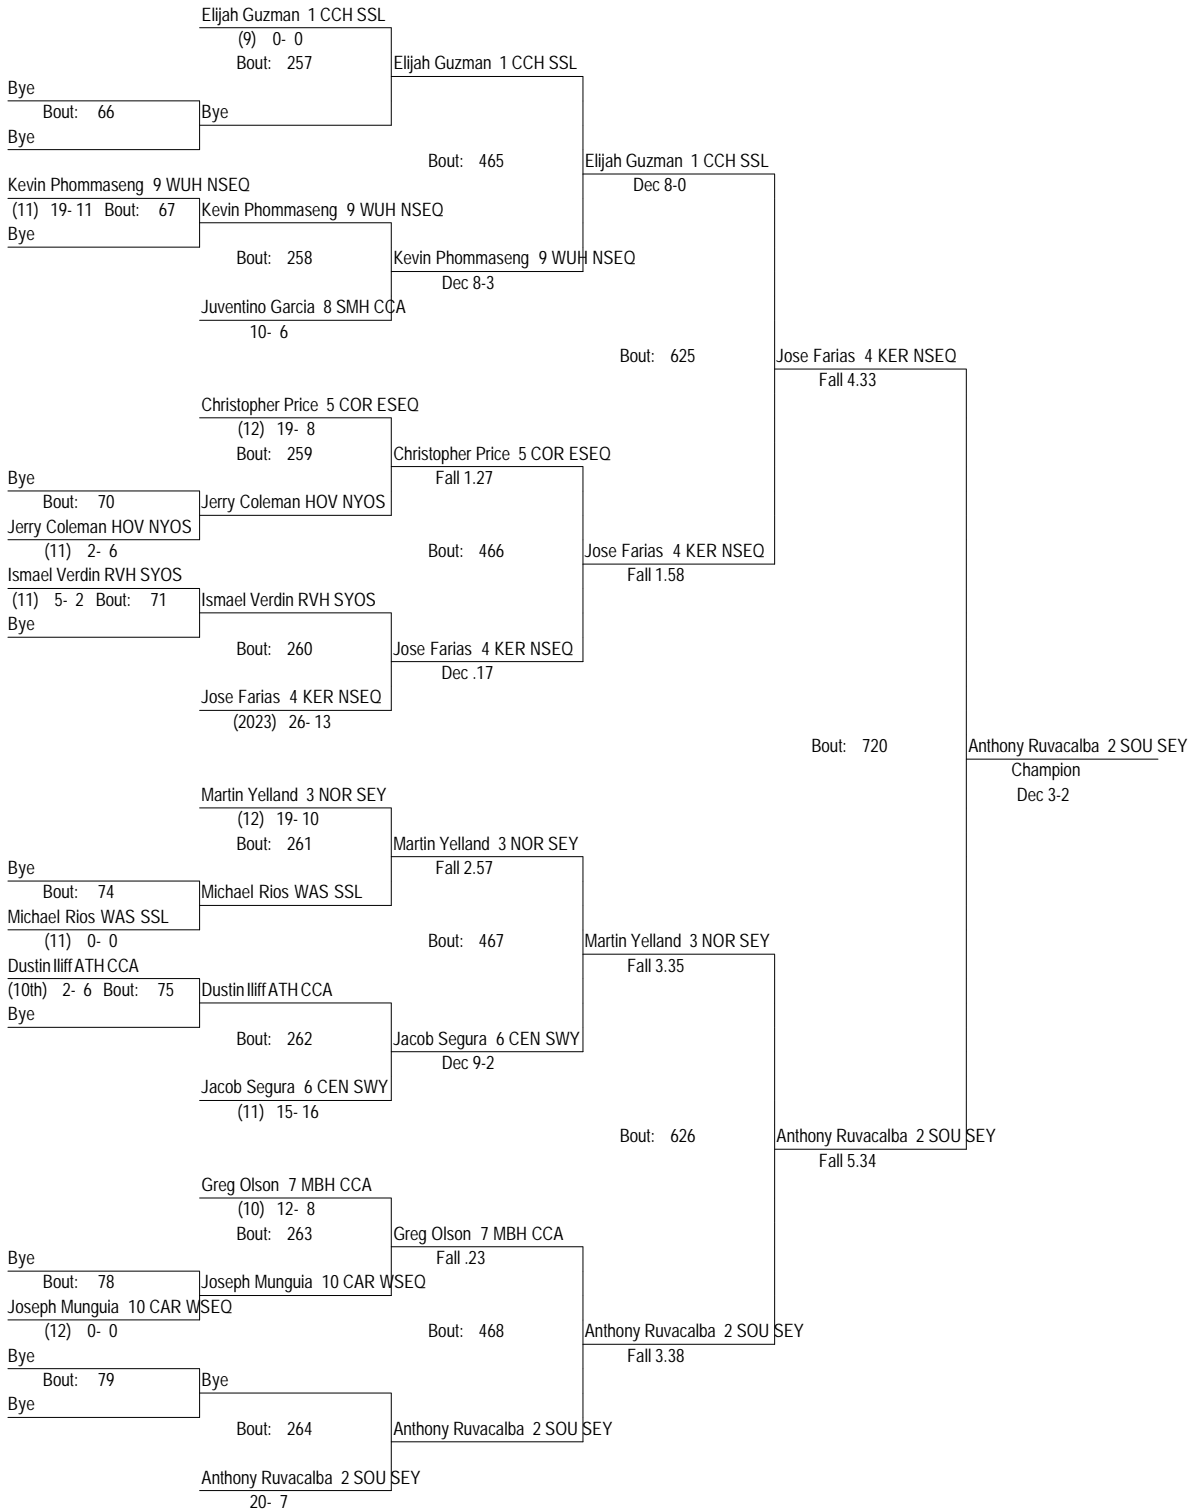 Elijah Guzman 1 CCH SSL
(9) 0- 0
Bout: 257
Elijah Guzman 1 CCH SSL
Bye
Bout: 66
Bye
Bye
Bout: 465
Elijah Guzman 1 CCH SSL
Dec 8-0
Kevin Phommaseng 9 WUH NSEQ
(11) 19- 11 Bout: 67
Kevin Phommaseng 9 WUH NSEQ
Bye
Bout: 258
Kevin Phommaseng 9 WUH NSEQ
Dec 8-3
Juventino Garcia 8 SMH CCA
10- 6
Bout: 625
Jose Farias 4 KER NSEQ
Fall 4.33
Christopher Price 5 COR ESEQ
(12) 19- 8
Bout: 259
Christopher Price 5 COR ESEQ
Fall 1.27
Bye
Bout: 70
Jerry Coleman HOV NYOS
Jerry Coleman HOV NYOS
(11) 2- 6
Bout: 466
Jose Farias 4 KER NSEQ
Fall 1.58
Ismael Verdin RVH SYOS
(11) 5- 2 Bout: 71
Ismael Verdin RVH SYOS
Bye
Bout: 260
Jose Farias 4 KER NSEQ
Dec .17
Jose Farias 4 KER NSEQ
(2023) 26- 13
Bout: 720
Anthony Ruvacalba 2 SOU SEY
Champion
Dec 3-2
Martin Yelland 3 NOR SEY
(12) 19- 10
Bout: 261
Martin Yelland 3 NOR SEY
Fall 2.57
Bye
Bout: 74
Michael Rios WAS SSL
Michael Rios WAS SSL
(11) 0- 0
Bout: 467
Martin Yelland 3 NOR SEY
Fall 3.35
Dustin Iliff ATH CCA
(10th) 2- 6 Bout: 75
Dustin Iliff ATH CCA
Bye
Bout: 262
Jacob Segura 6 CEN SWY
Dec 9-2
Jacob Segura 6 CEN SWY
(11) 15- 16
Bout: 626
Anthony Ruvacalba 2 SOU SEY
Fall 5.34
Greg Olson 7 MBH CCA
(10) 12- 8
Bout: 263
Greg Olson 7 MBH CCA
Fall .23
Bye
Bout: 78
Joseph Munguia 10 CAR WSEQ
Joseph Munguia 10 CAR WSEQ
(12) 0- 0
Bout: 468
Anthony Ruvacalba 2 SOU SEY
Fall 3.38
Bye
Bout: 79
Bye
Bye
Bout: 264
Anthony Ruvacalba 2 SOU SEY
Anthony Ruvacalba 2 SOU SEY
20- 7